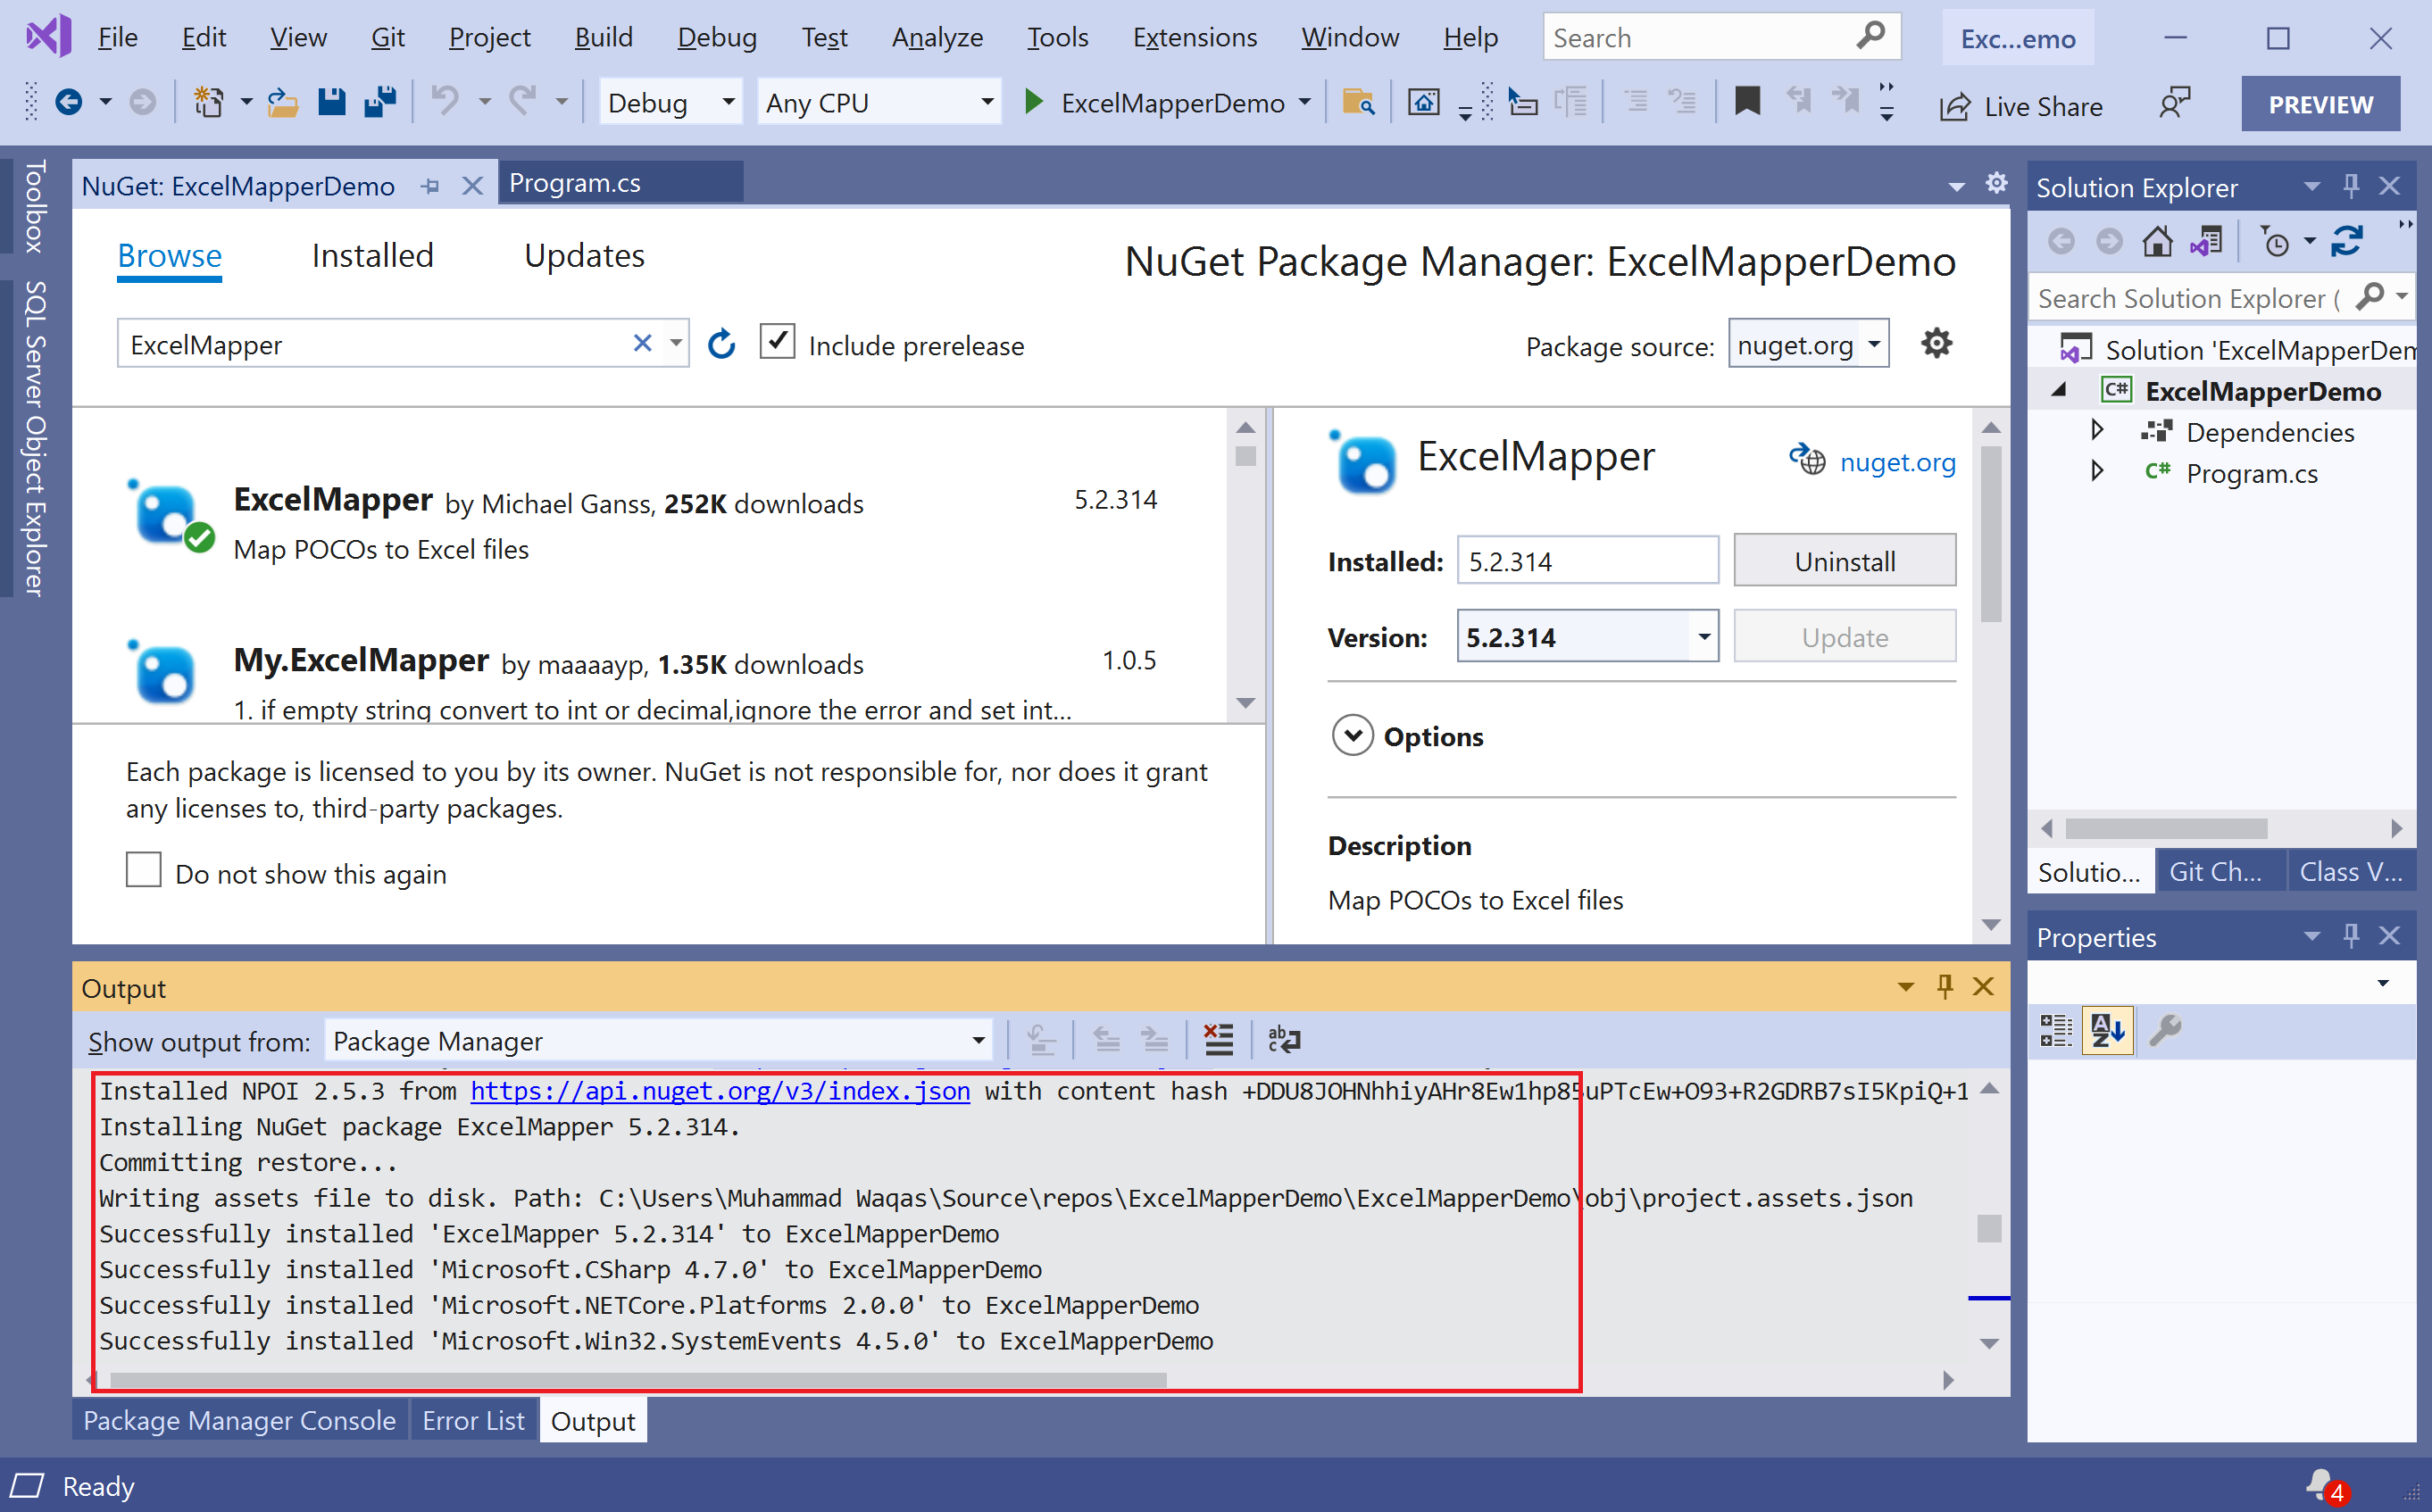 File Edit View Git Project Build Debug Test Analyze Tools Extensions Window Help Search Exc...emo
Debug Any CPU ExcelMapperDemo Live Share PREVIEW
Toolbox
SQL Server Object Explorer
NuGet: ExcelMapperDemo Program.cs
Browse Installed Updates
NuGet Package Manager: ExcelMapperDemo
ExcelMapper Include prerelease Package source: nuget.org
ExcelMapper by Michael Ganss, 252K downloads 5.2.314
Map POCOs to Excel files
My.ExcelMapper by maaaayp, 1.35K downloads 1.0.5
1. if empty string convert to int or decimal,ignore the error and set int...
Each package is licensed to you by its owner. NuGet is not responsible for, nor does it grant
any licenses to, third-party packages.
Do not show this again
ExcelMapper nuget.org
Installed: 5.2.314 Uninstall
Version: 5.2.314 Update
Options
Description
Map POCOs to Excel files
Output
Show output from: Package Manager
Installed NPOI 2.5.3 from https://api.nuget.org/v3/index.json with content hash +DDU8JOHNhhiyAHr8Ew1hp85uPTcEw+O93+R2GDRB7sI5KpiQ+1
Installing NuGet package ExcelMapper 5.2.314.
Committing restore...
Writing assets file to disk. Path: C:\Users\Muhammad Waqas\Source\repos\ExcelMapperDemo\ExcelMapperDemo\obj\project.assets.json
Successfully installed 'ExcelMapper 5.2.314' to ExcelMapperDemo
Successfully installed 'Microsoft.CSharp 4.7.0' to ExcelMapperDemo
Successfully installed 'Microsoft.NETCore.Platforms 2.0.0' to ExcelMapperDemo
Successfully installed 'Microsoft.Win32.SystemEvents 4.5.0' to ExcelMapperDemo
Package Manager Console Error List Output
Solution Explorer
Search Solution Explorer (
Solution 'ExcelMapperDem
C# ExcelMapperDemo
Dependencies
C# Program.cs
Solutio... Git Ch... Class V...
Properties
Ready
4